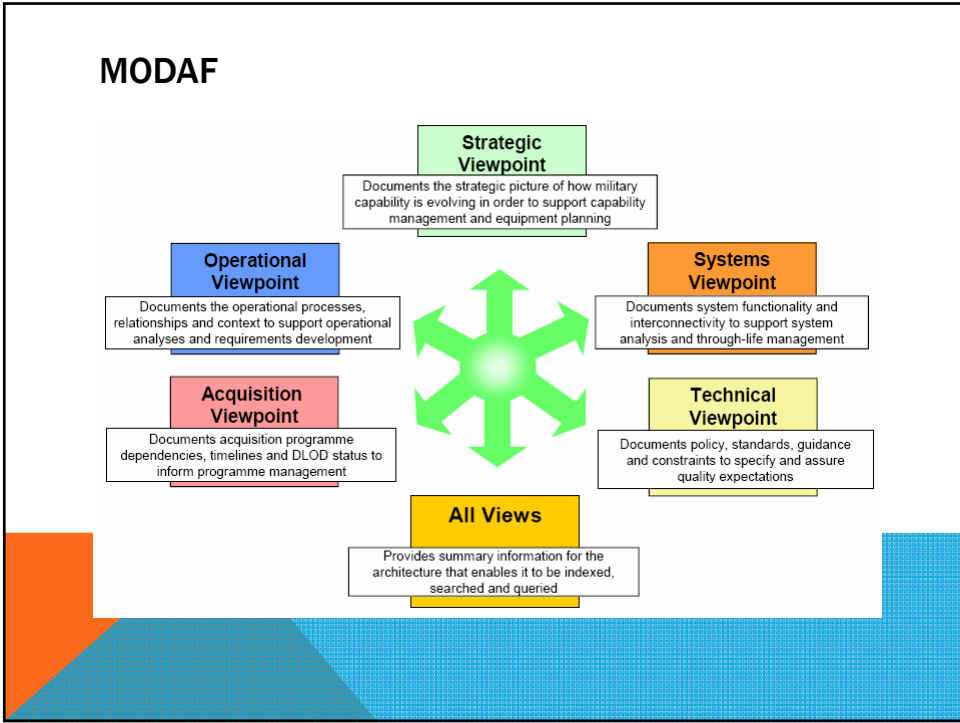 MODAF
Strategic
Viewpoint
Documents the strategic picture of how military
capability is evolving in order to support capability
management and equipment planning
Operational
Viewpoint
Documents the operational processes,
relationships and context to support operational
analyses and requirements development
Systems
Viewpoint
Documents system functionality and
interconnectivity to support system
analysis and through-life management
Acquisition
Viewpoint
Documents acquisition programme
dependencies, timelines and DLOD status to
inform programme management
Technical
Viewpoint
Documents policy, standards, guidance
and constraints to specify and assure
quality expectations
All Views
Provides summary information for the
architecture that enables it to be indexed,
searched and queried